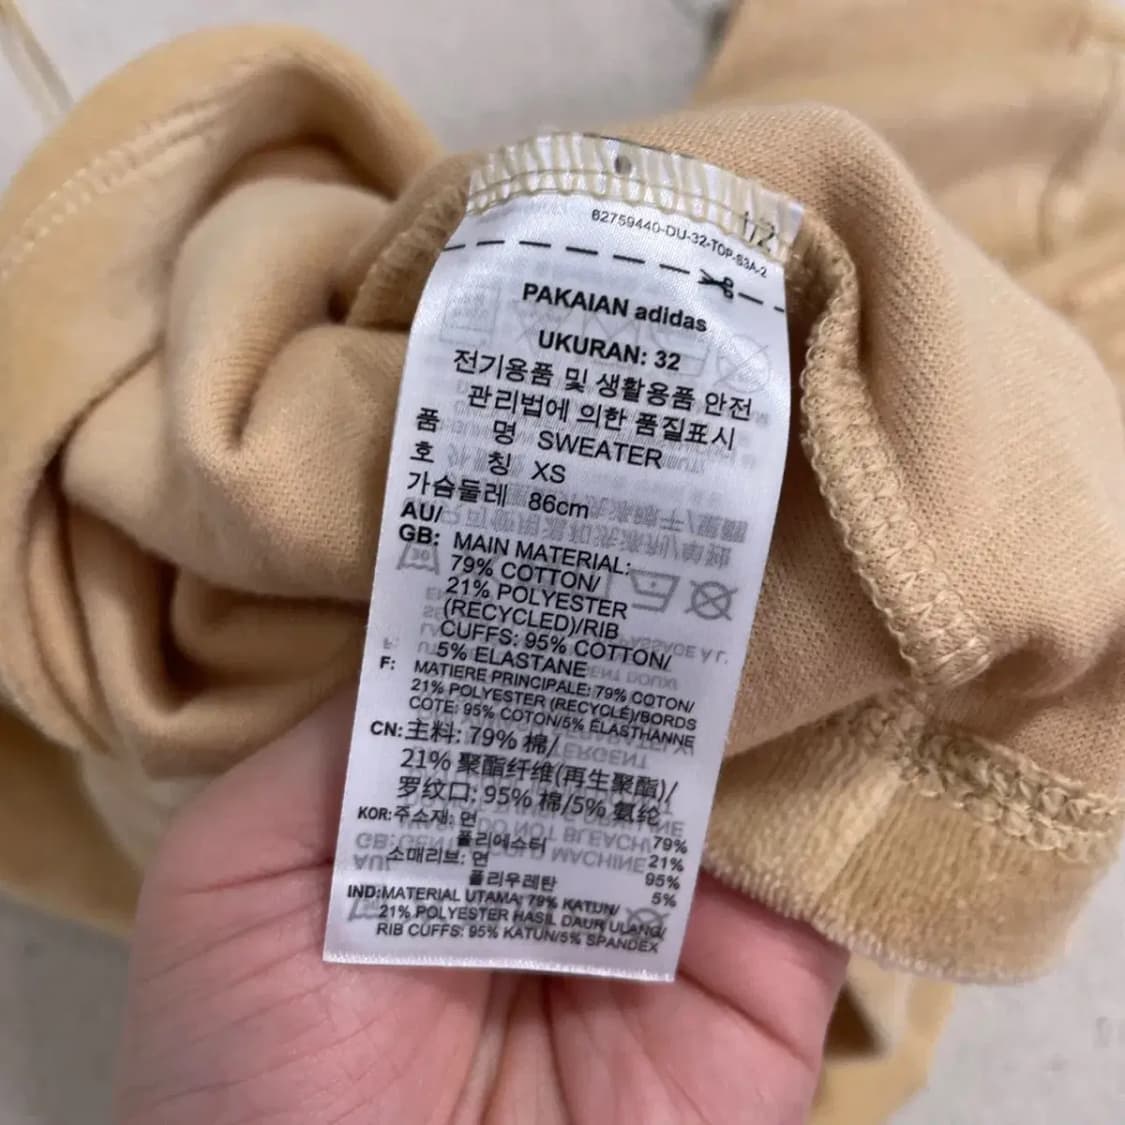 62759440-DU-32-TOP-S3A-2
1/2
PAKAIAN adidas
UKURAN: 32
전기용품 및 생활용품 안전
관리법에 의한 품질표시
품 명 SWEATER
호 칭 XS
가슴둘레 86cm
AU/
GB: MAIN MATERIAL:
79% COTTON/
21% POLYESTER
(RECYCLED)/RIB
CUFFS: 95% COTTON/
5% ELASTANE
F: MATIERE PRINCIPALE: 79% COTON/
21% POLYESTER (RECYCLÉ)/BORDS
COTE: 95% COTON/5% ÉLASTHANNE
CN: 主料: 79% 棉/
21% 聚酯纤维(再生聚酯)/
罗纹口: 95% 棉/5% 氨纶
KOR: 주소재: 면 79%
폴리에스터 21%
소매리브: 면 95%
폴리우레탄 5%
IND: MATERIAL UTAMA: 79% KATUN/
21% POLYESTER HASIL DAUR ULANG/
RIB CUFFS: 95% KATUN/5% SPANDEX